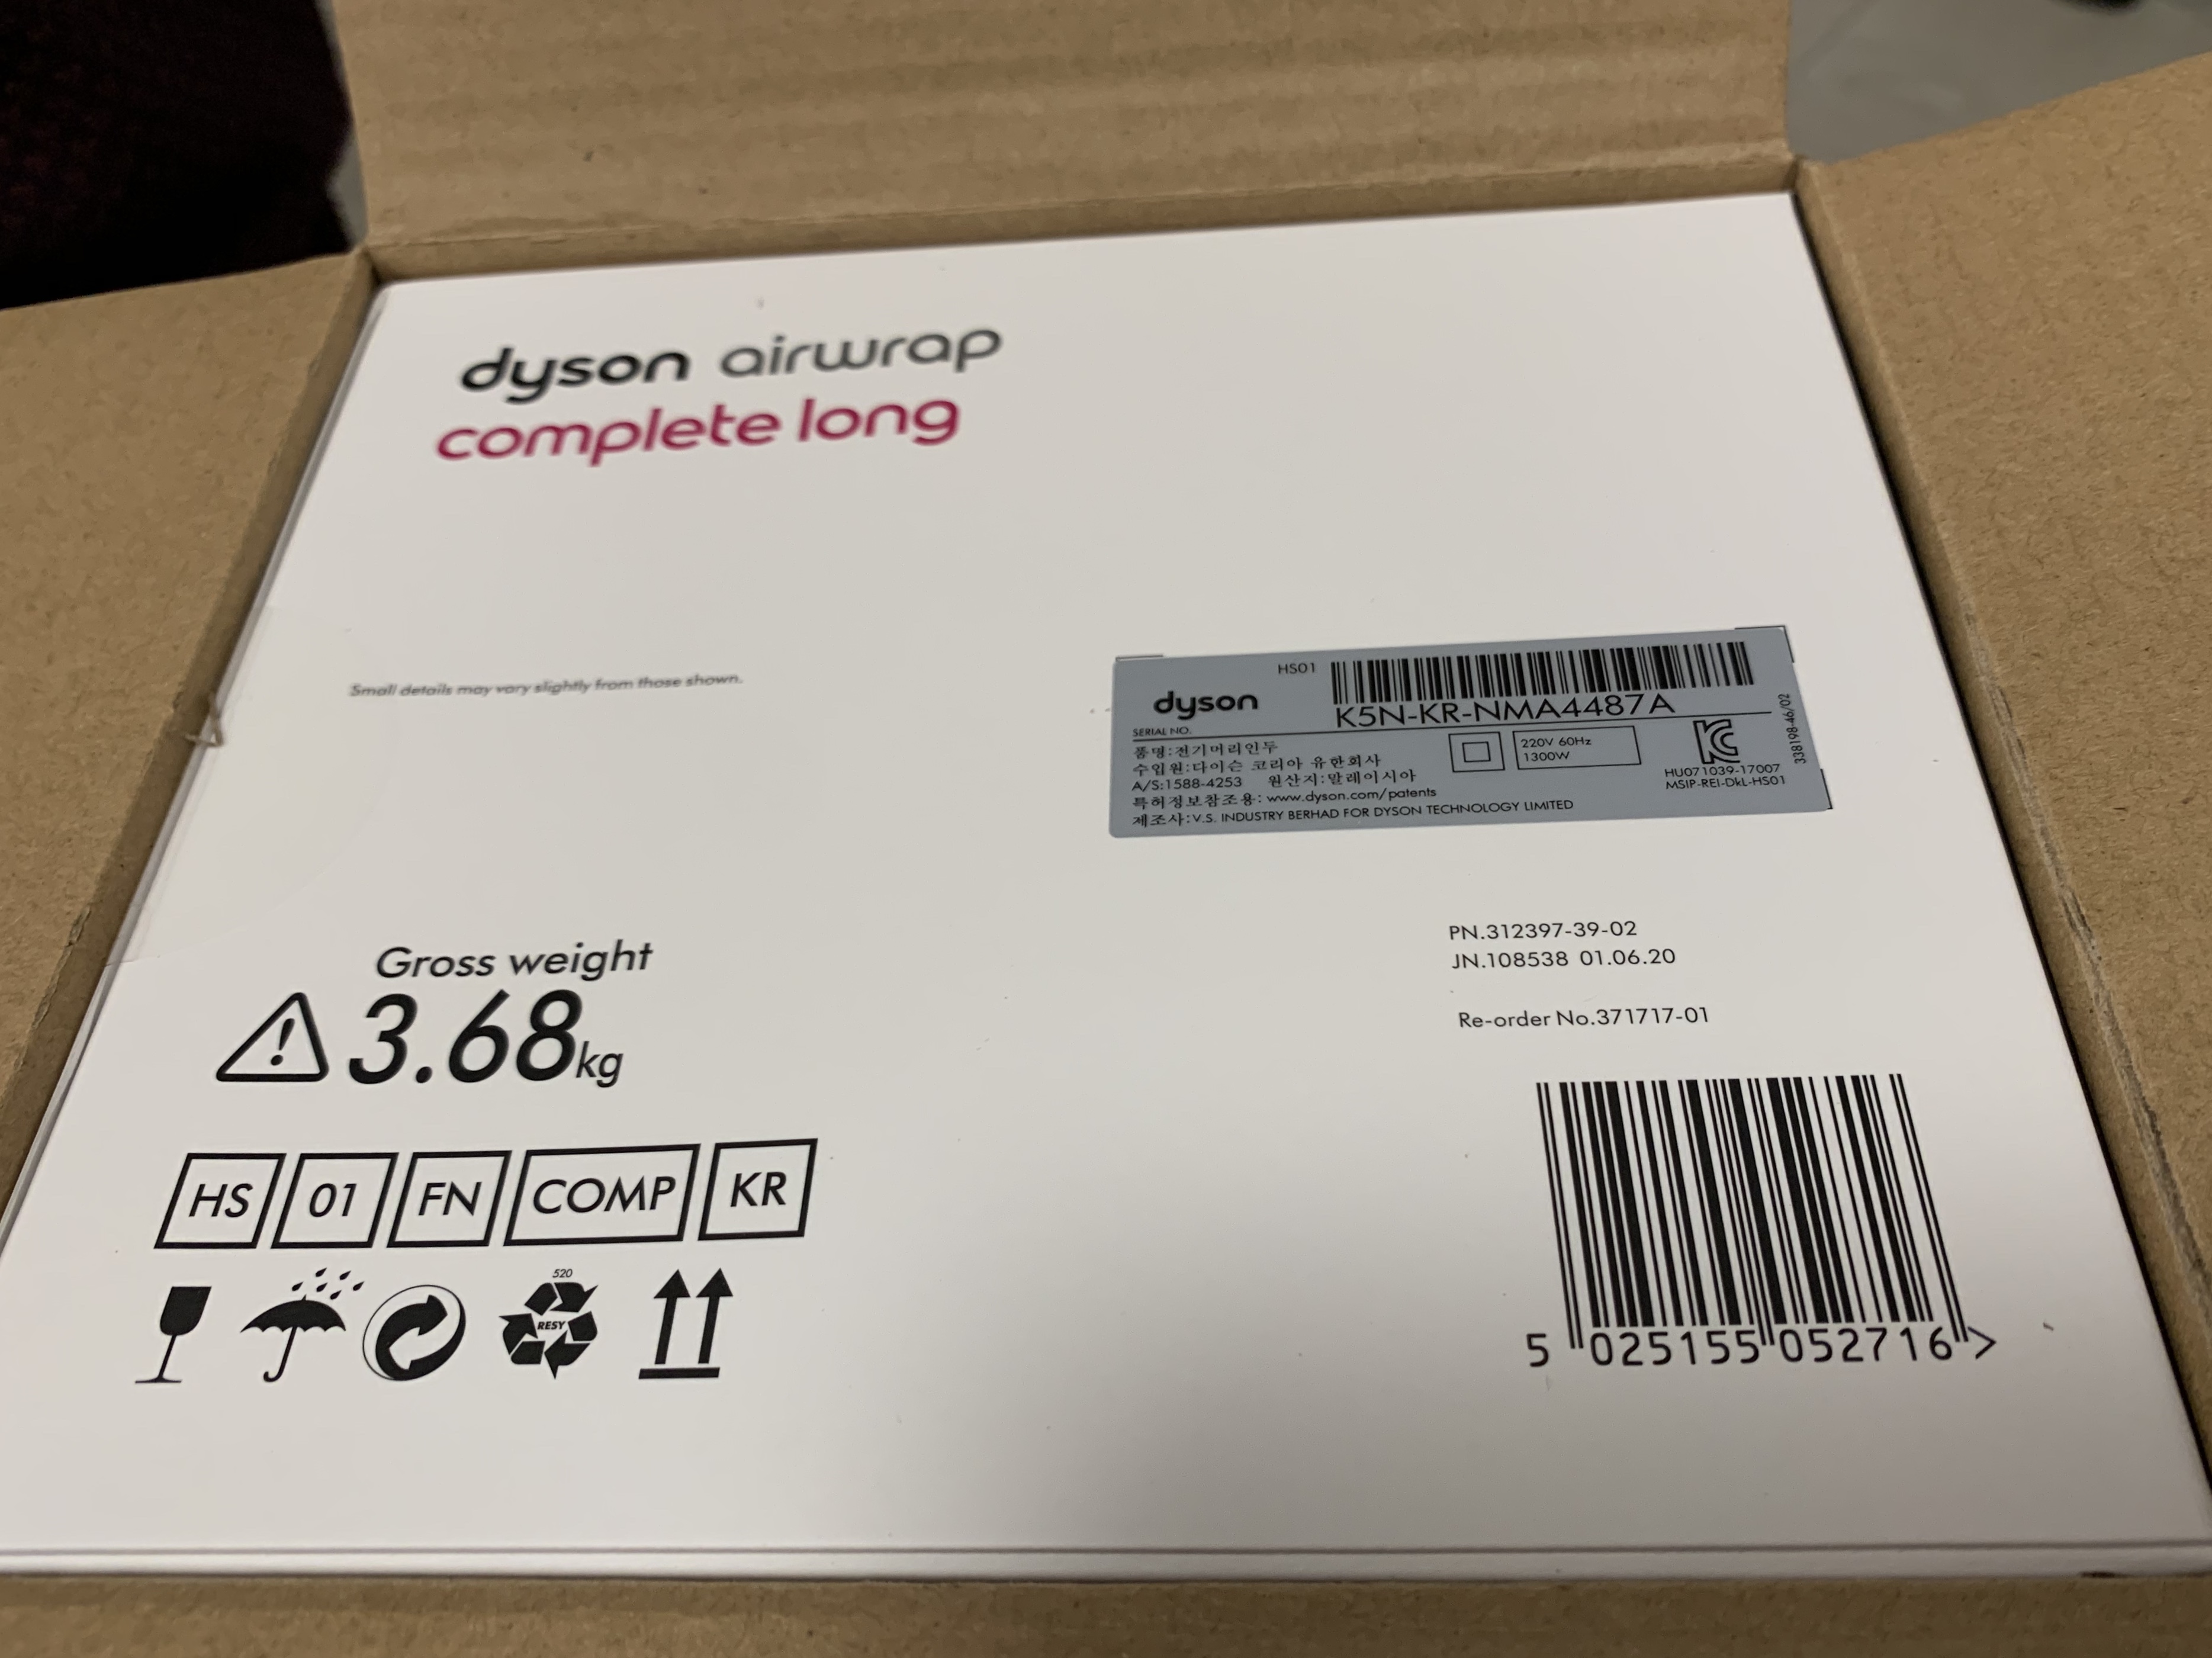 dyson airwrap
complete long
Small details may vary slightly from those shown.
HS01
dyson
K5N-KR-NMA4487A
SERIAL NO.
품명:전기머리인두
수입원:다이슨 코리아 유한회사
A/S:1588-4253 원산지:말레이시아
특허정보참조용: www.dyson.com/patents
제조사:V.S. INDUSTRY BERHAD FOR DYSON TECHNOLOGY LIMITED
220V 60Hz
1300W
HU071039-17007
MSIP-REI-DkL-HS01
338198-46/02
PN.312397-39-02
JN.108538 01.06.20
Re-order No.371717-01
Gross weight
3.68kg
HS 01 FN COMP KR
520
RESY
5 025155 052716 >